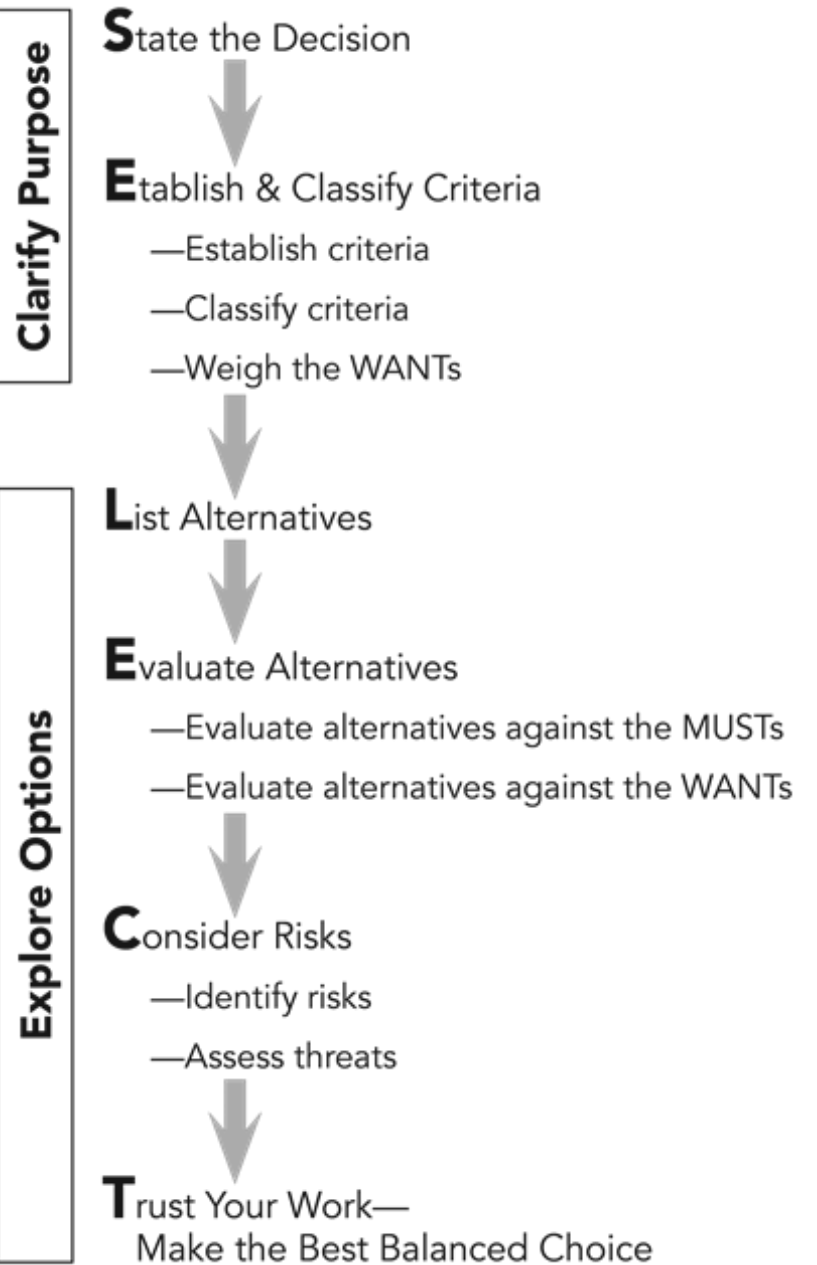 Clarify Purpose
State the Decision
Etablish & Classify Criteria
—Establish criteria
—Classify criteria
—Weigh the WANTs
Explore Options
List Alternatives
Evaluate Alternatives
—Evaluate alternatives against the MUSTs
—Evaluate alternatives against the WANTs
Consider Risks
—Identify risks
—Assess threats
Trust Your Work—
Make the Best Balanced Choice